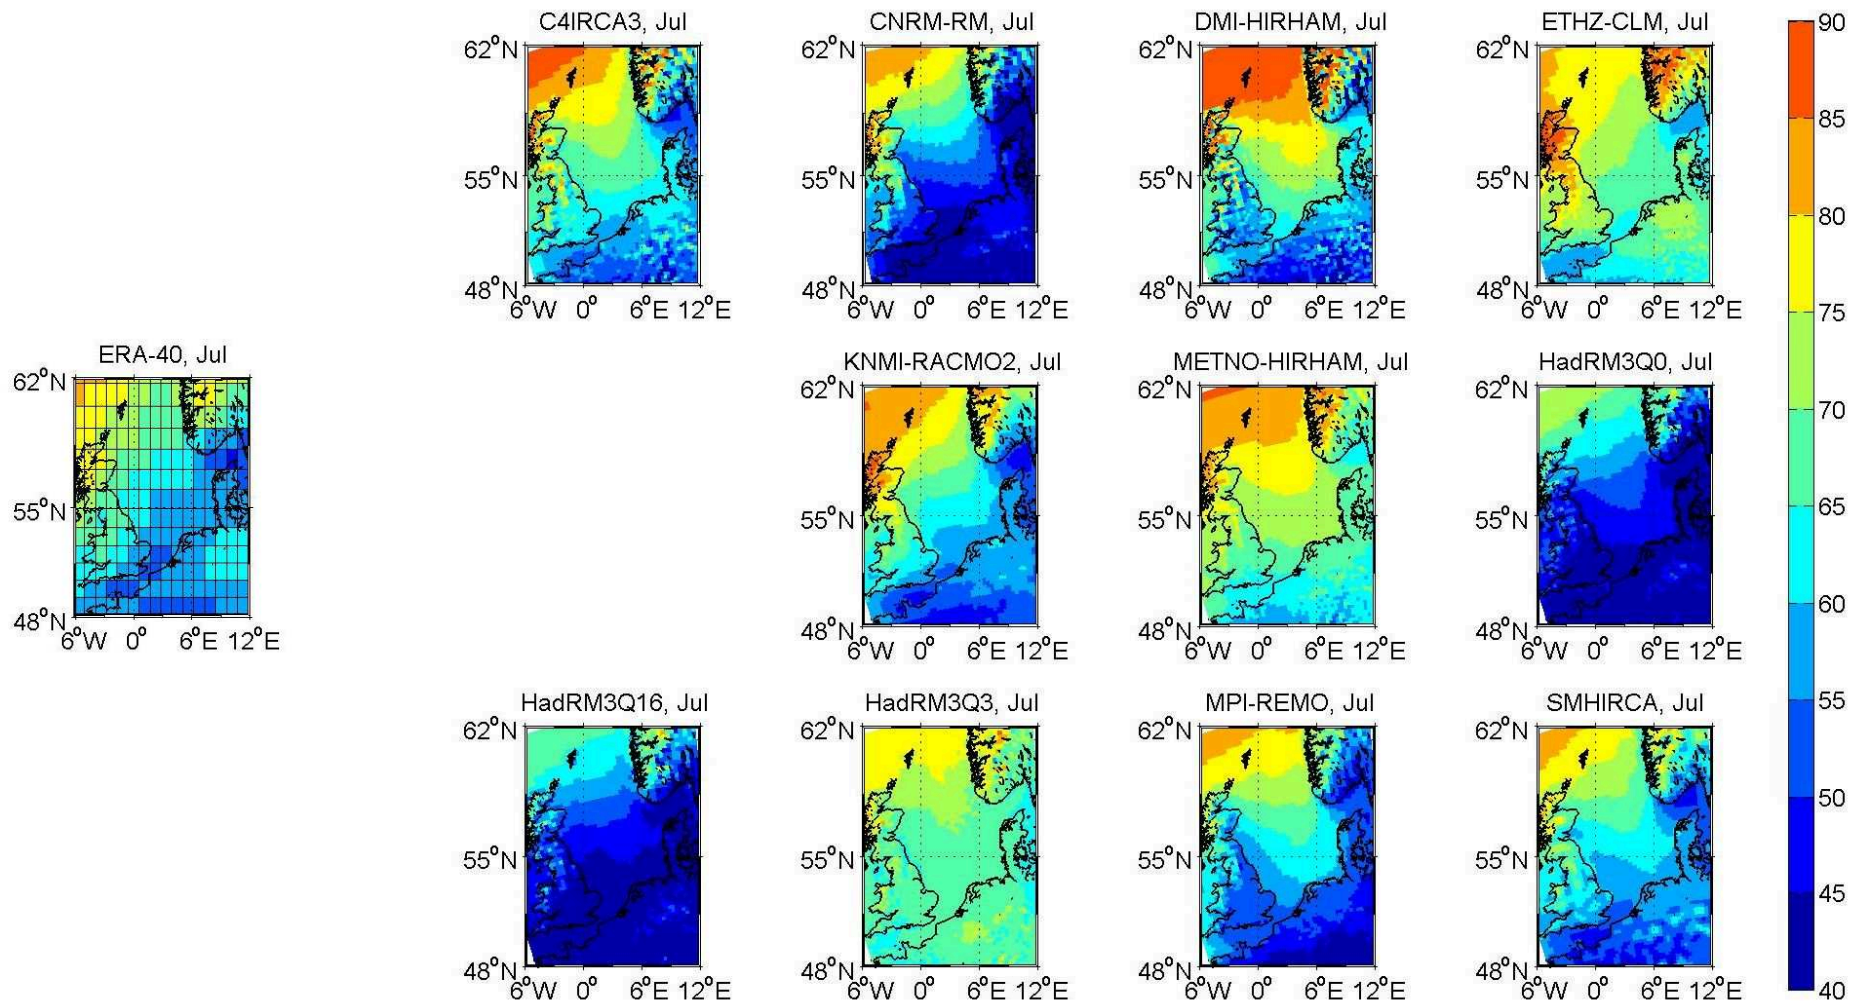 C4IRCA3, Jul
CNRM-RM, Jul
DMI-HIRHAM, Jul
ETHZ-CLM, Jul
62°N
55°N
48°N
6°W 0° 6°E 12°E
62°N
55°N
48°N
6°W 0° 6°E 12°E
62°N
55°N
48°N
6°W 0° 6°E 12°E
62°N
55°N
48°N
6°W 0° 6°E 12°E
ERA-40, Jul
62°N
55°N
48°N
6°W 0° 6°E 12°E
KNMI-RACMO2, Jul
METNO-HIRHAM, Jul
HadRM3Q0, Jul
62°N
55°N
48°N
6°W 0° 6°E 12°E
62°N
55°N
48°N
6°W 0° 6°E 12°E
62°N
55°N
48°N
6°W 0° 6°E 12°E
HadRM3Q16, Jul
HadRM3Q3, Jul
MPI-REMO, Jul
SMHIRCA, Jul
62°N
55°N
48°N
6°W 0° 6°E 12°E
62°N
55°N
48°N
6°W 0° 6°E 12°E
62°N
55°N
48°N
6°W 0° 6°E 12°E
62°N
55°N
48°N
6°W 0° 6°E 12°E
90
85
80
75
70
65
60
55
50
45
40